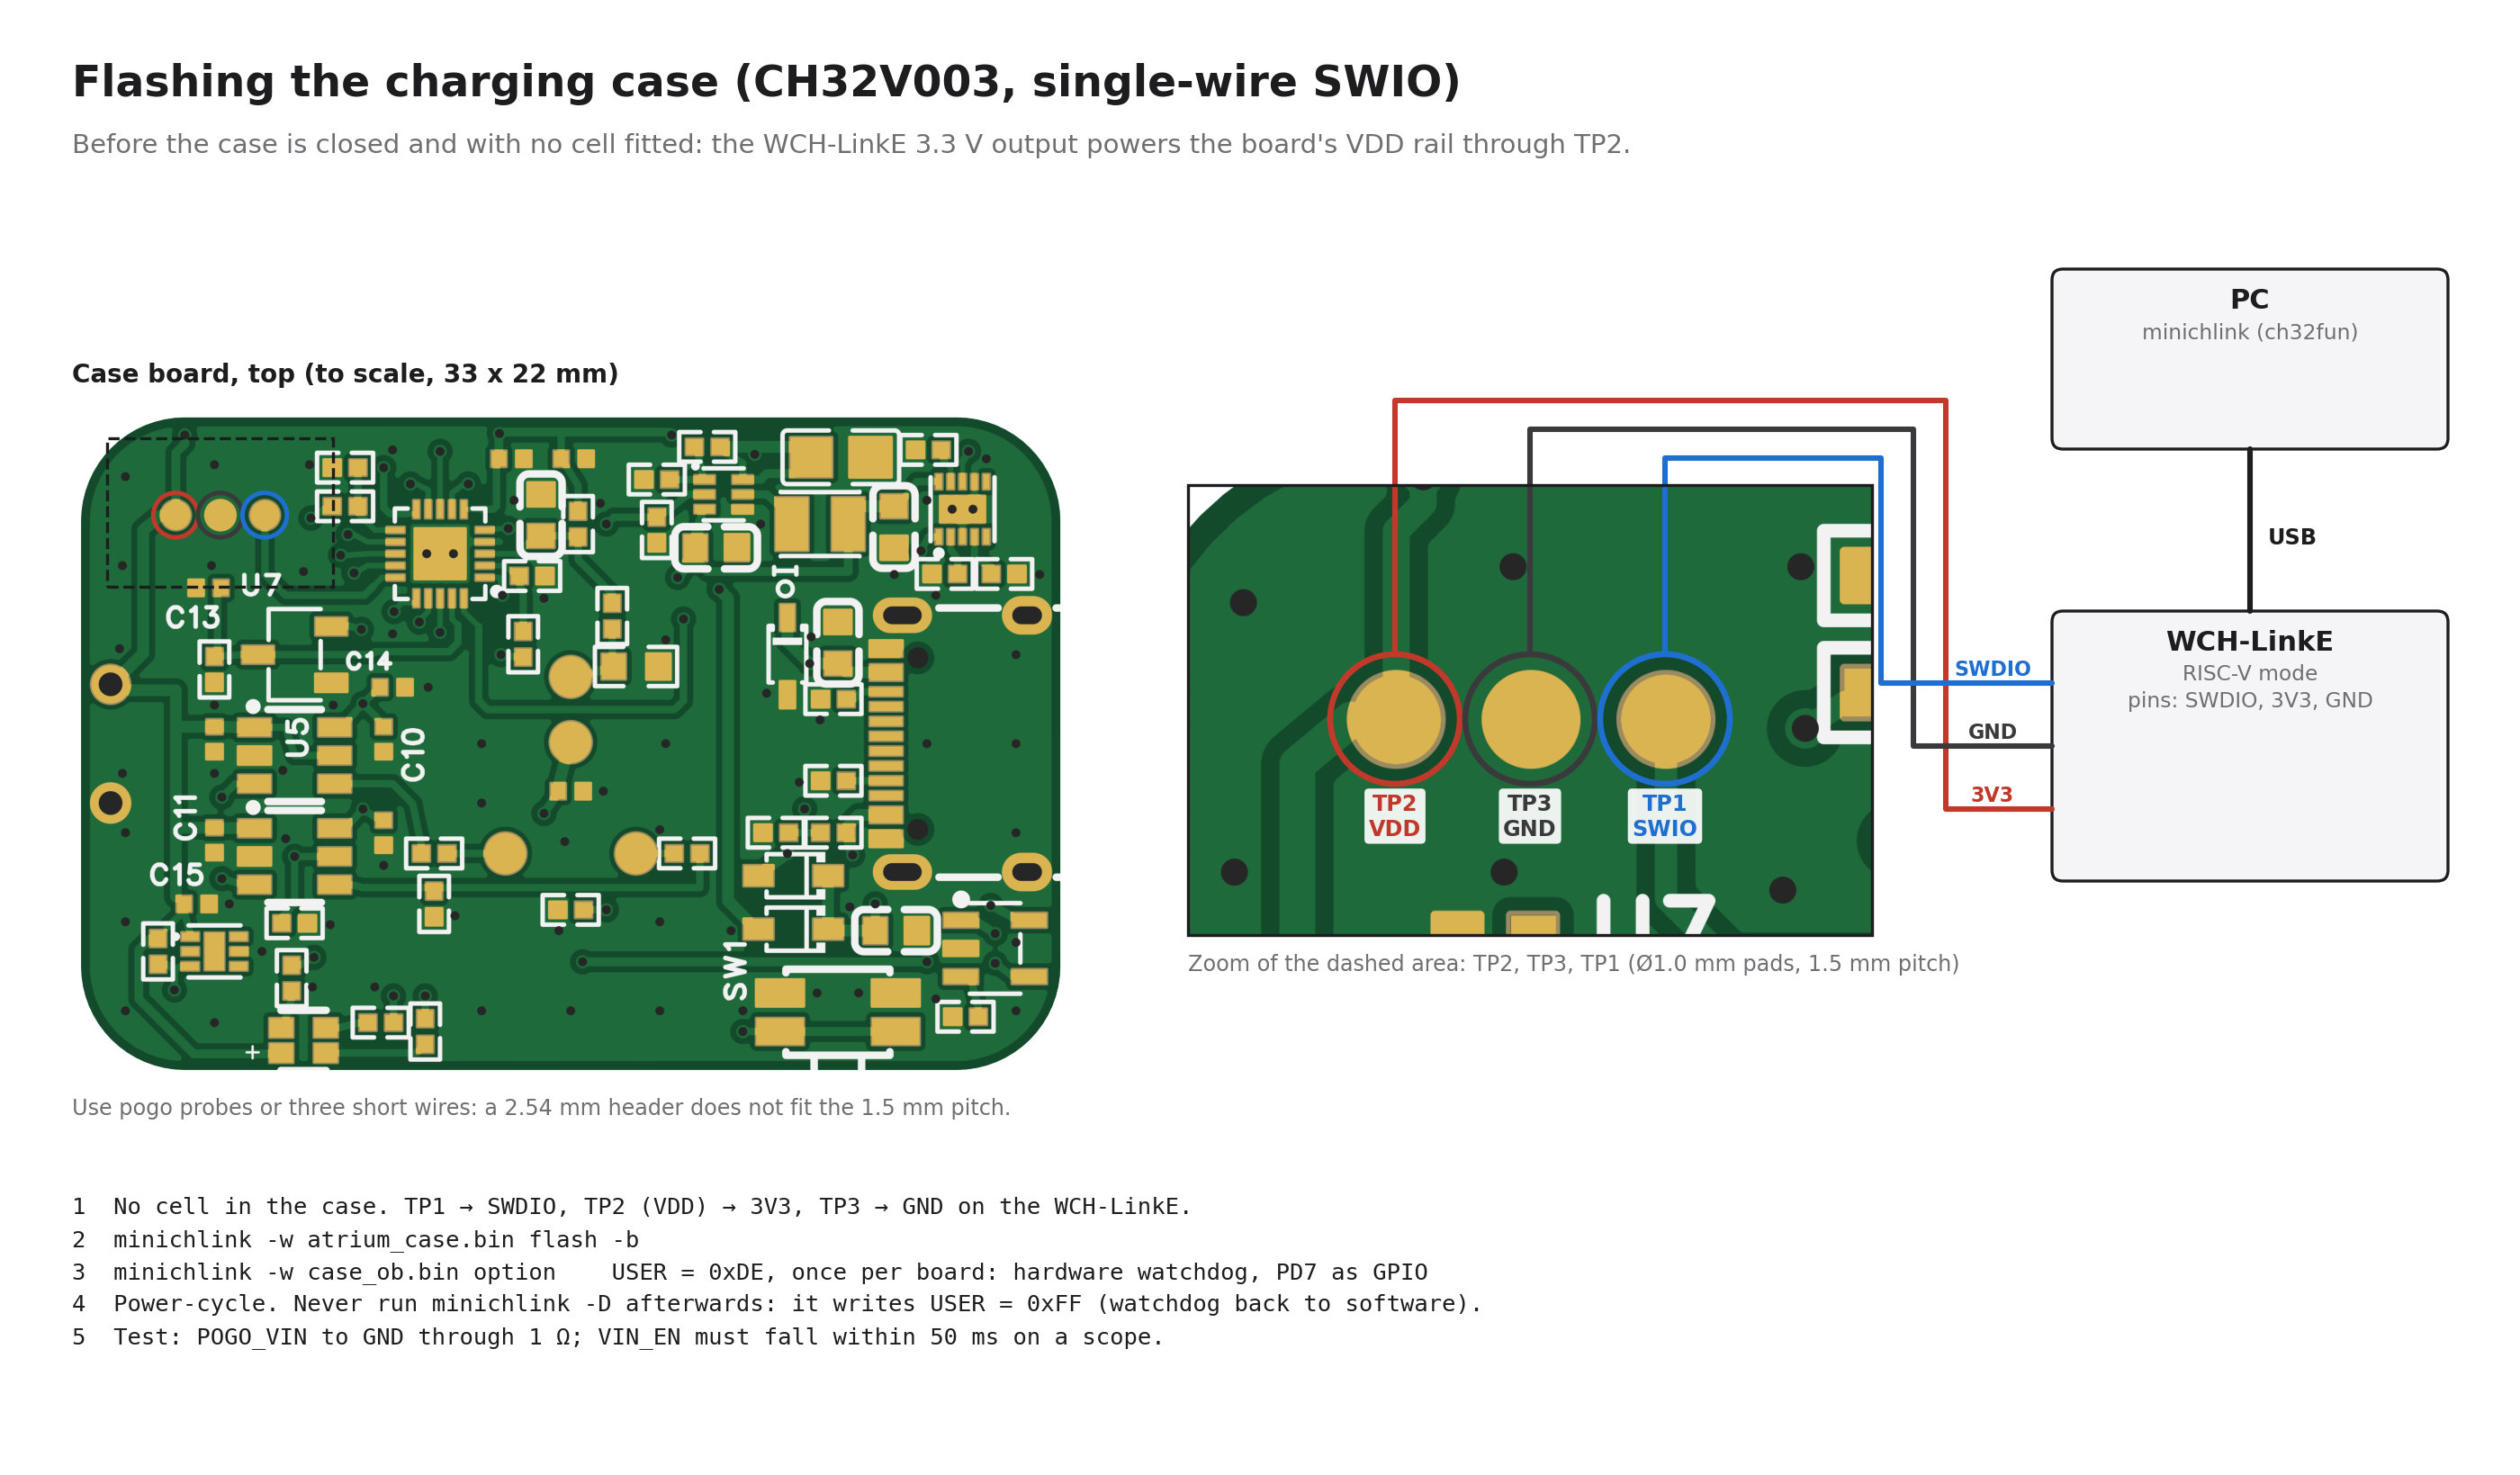 Flashing the charging case (CH32V003, single-wire SWIO)
Before the case is closed and with no cell fitted: the WCH-LinkE 3.3 V output powers the board's VDD rail through TP2.
Case board, top (to scale, 33 x 22 mm)
U7
C13
C14
U5
C10
C11
C15
SW1
+
Use pogo probes or three short wires: a 2.54 mm header does not fit the 1.5 mm pitch.
TP2
VDD
TP3
GND
TP1
SWIO
U7
Zoom of the dashed area: TP2, TP3, TP1 (Ø1.0 mm pads, 1.5 mm pitch)
PC
minichlink (ch32fun)
USB
WCH-LinkE
RISC-V mode
pins: SWDIO, 3V3, GND
SWDIO
GND
3V3
1 No cell in the case. TP1 → SWDIO, TP2 (VDD) → 3V3, TP3 → GND on the WCH-LinkE.
2 minichlink -w atrium_case.bin flash -b
3 minichlink -w case_ob.bin option USER = 0xDE, once per board: hardware watchdog, PD7 as GPIO
4 Power-cycle. Never run minichlink -D afterwards: it writes USER = 0xFF (watchdog back to software).
5 Test: POGO_VIN to GND through 1 Ω; VIN_EN must fall within 50 ms on a scope.